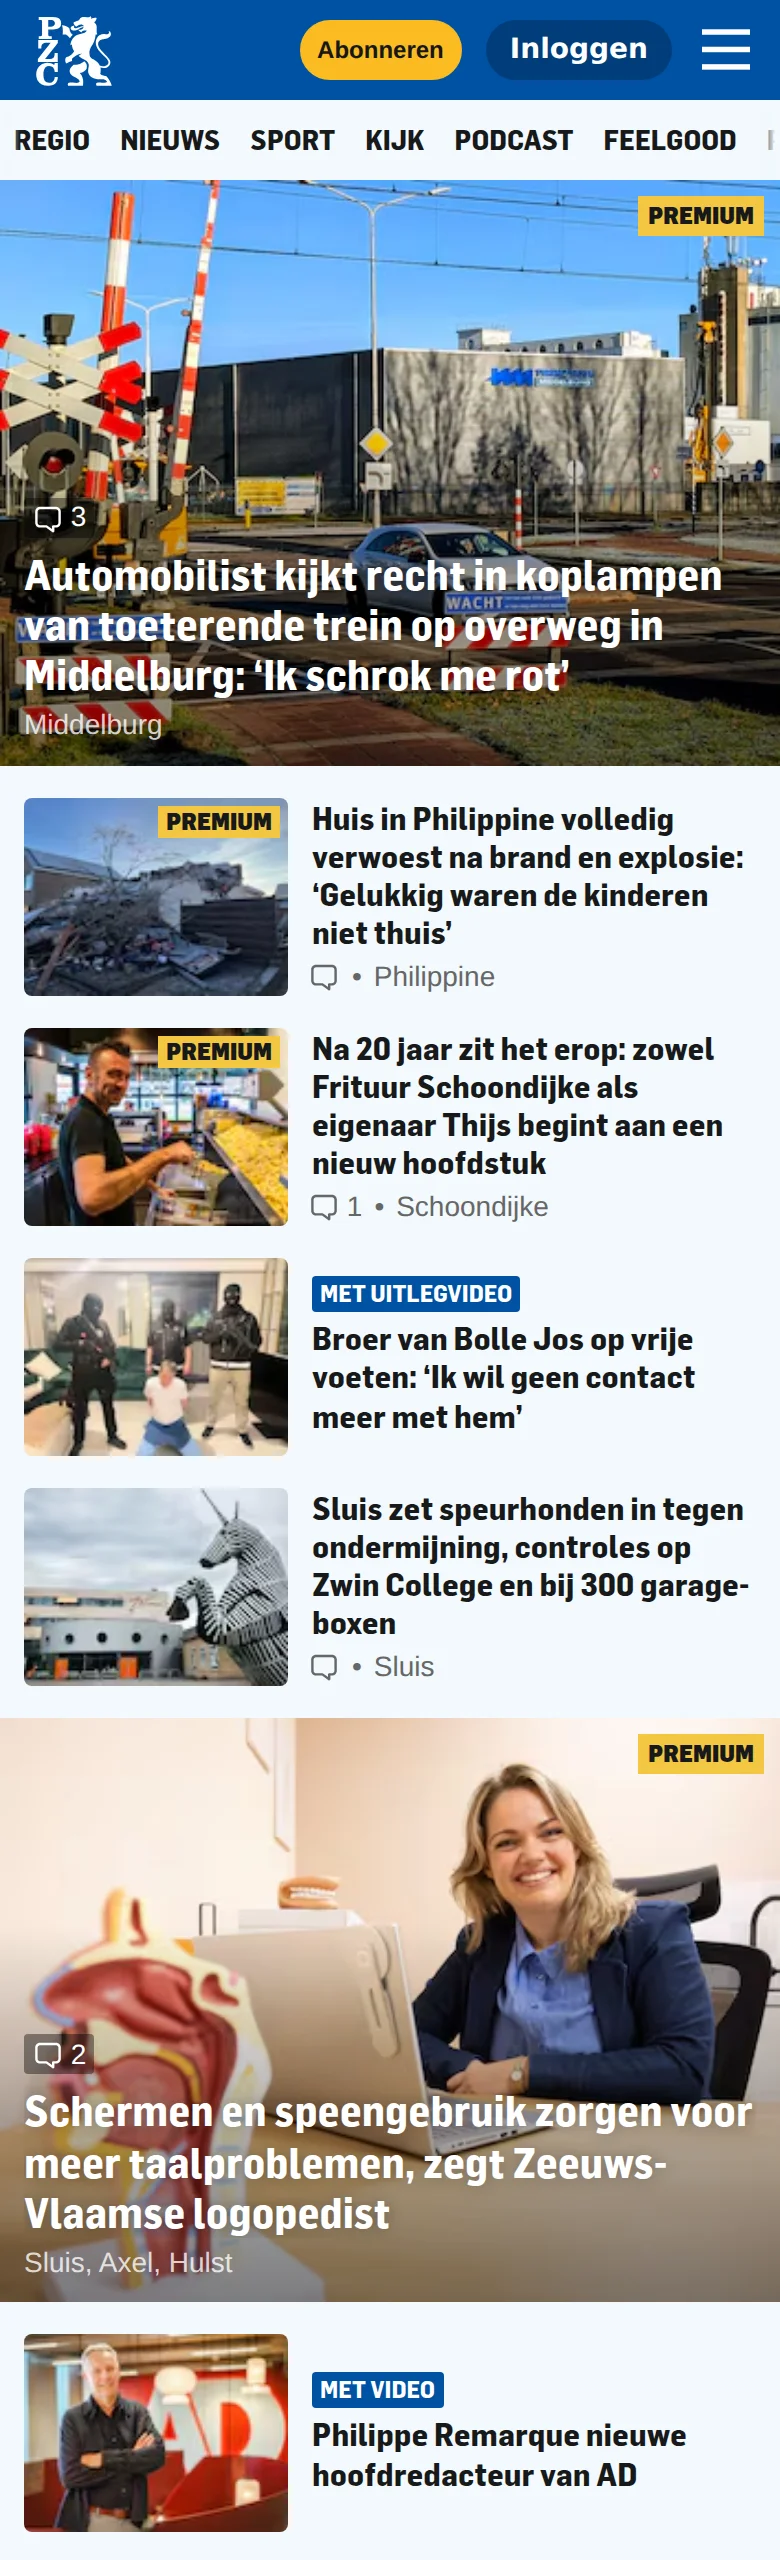 PZC
Abonneren
Inloggen
REGIO NIEUWS SPORT KIJK PODCAST FEELGOOD
PREMIUM
WACHT
3
Automobilist kijkt recht in koplampen
van toeterende trein op overweg in
Middelburg: ‘Ik schrok me rot’
Middelburg
PREMIUM
Huis in Philippine volledig
verwoest na brand en explosie:
‘Gelukkig waren de kinderen
niet thuis’
• Philippine
PREMIUM
Na 20 jaar zit het erop: zowel
Frituur Schoondijke als
eigenaar Thijs begint aan een
nieuw hoofdstuk
1 • Schoondijke
MET UITLEGVIDEO
Broer van Bolle Jos op vrije
voeten: ‘Ik wil geen contact
meer met hem’
Sluis zet speurhonden in tegen
ondermijning, controles op
Zwin College en bij 300 garage-
boxen
• Sluis
PREMIUM
2
Schermen en speengebruik zorgen voor
meer taalproblemen, zegt Zeeuws-
Vlaamse logopedist
Sluis, Axel, Hulst
AD
MET VIDEO
Philippe Remarque nieuwe
hoofdredacteur van AD